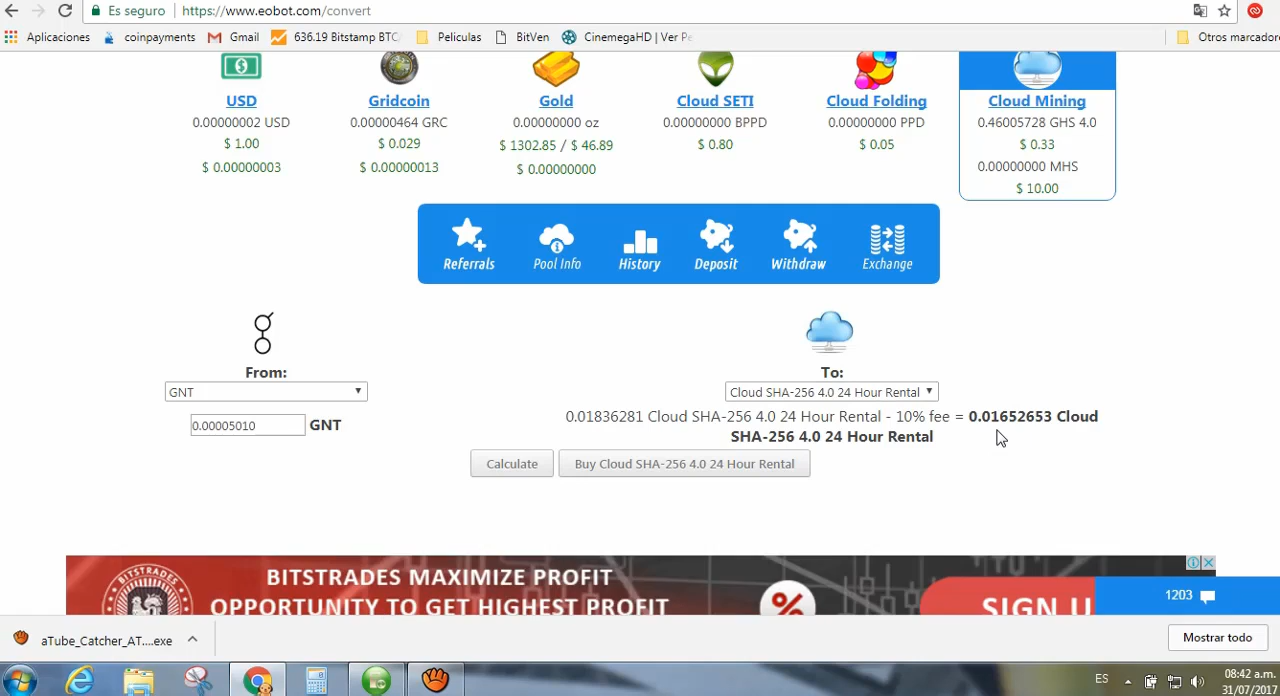 Es seguro https://www.eobot.com/convert
Aplicaciones coinpayments Gmail 636.19 Bitstamp BTC Peliculas BitVen CinemegaHD | Ver Pe Otros marcador
USD Gridcoin Gold Cloud SETI Cloud Folding Cloud Mining
0.00000002 USD 0.00000464 GRC 0.00000000 oz 0.00000000 BPPD 0.00000000 PPD 0.46005728 GHS 4.0
$ 1.00 $ 0.029 $ 1302.85 / $ 46.89 $ 0.80 $ 0.05 $ 0.33
$ 0.00000003 $ 0.00000013 $ 0.00000000 0.00000000 MHS
$ 10.00
Referrals Pool Info History Deposit Withdraw Exchange
From: To:
GNT Cloud SHA-256 4.0 24 Hour Rental
0.00005010 GNT 0.01836281 Cloud SHA-256 4.0 24 Hour Rental - 10% fee = 0.01652653 Cloud
SHA-256 4.0 24 Hour Rental
Calculate Buy Cloud SHA-256 4.0 24 Hour Rental
BITSTRADES
BITSTRADES MAXIMIZE PROFIT
OPPORTUNITY TO GET HIGHEST PROFIT
% SIGN U
1203
aTube_Catcher_AT....exe Mostrar todo
ES 08:42 a.m.
31/07/2017